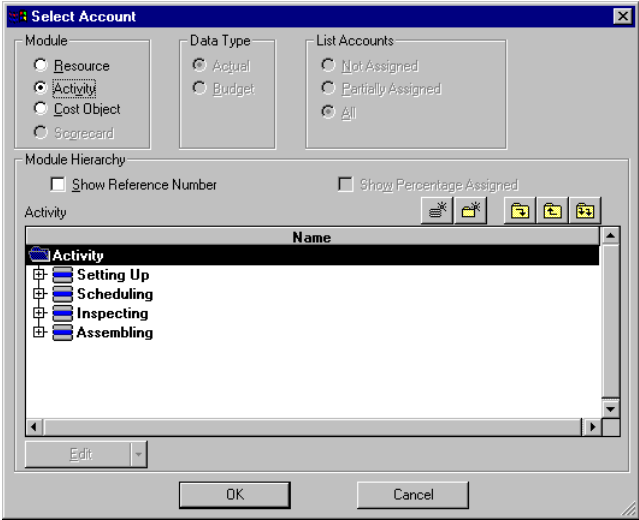 Select Account
Module
Data Type
List Accounts
Resource
Actual
Not Assigned
Activity
Budget
Partially Assigned
Cost Object
All
Scorecard
Module Hierarchy
Show Reference Number
Show Percentage Assigned
Activity
Name
Activity
Setting Up
Scheduling
Inspecting
Assembling
Edit
OK
Cancel